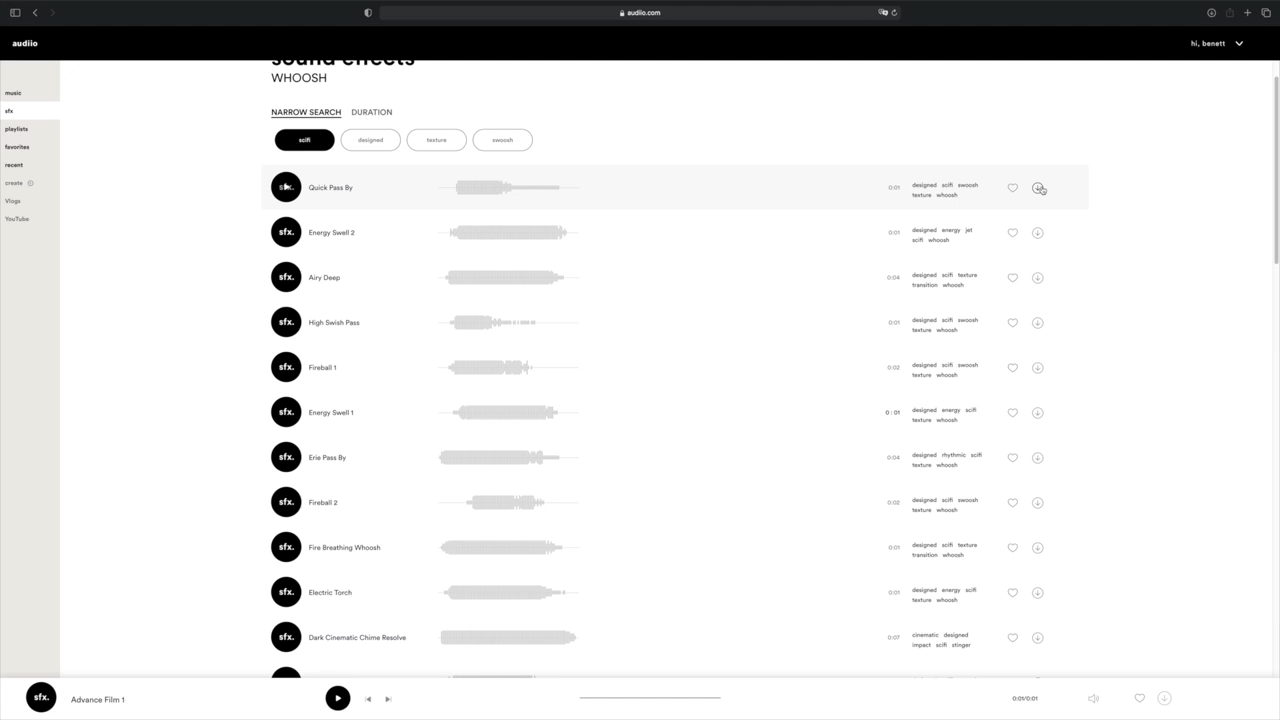 audiio.com
audiio
hi, benett
sound effects
WHOOSH
music
sfx
playlists
favorites
recent
create
Vlogs
YouTube
NARROW SEARCH DURATION
scifi designed texture swoosh
Quick Pass By 0:01 designed scifi swoosh
texture whoosh
sfx. Energy Swell 2 0:01 designed energy jet
scifi whoosh
sfx. Airy Deep 0:04 designed scifi texture
transition whoosh
sfx. High Swish Pass 0:01 designed scifi swoosh
texture whoosh
sfx. Fireball 1 0:02 designed scifi swoosh
texture whoosh
sfx. Energy Swell 1 0:01 designed energy scifi
texture whoosh
sfx. Erie Pass By 0:04 designed rhythmic scifi
texture whoosh
sfx. Fireball 2 0:02 designed scifi swoosh
texture whoosh
sfx. Fire Breathing Whoosh 0:01 designed scifi texture
transition whoosh
sfx. Electric Torch 0:01 designed energy scifi
texture whoosh
sfx. Dark Cinematic Chime Resolve 0:07 cinematic designed
impact scifi stinger
sfx. Advance Film 1 0:01/0:01